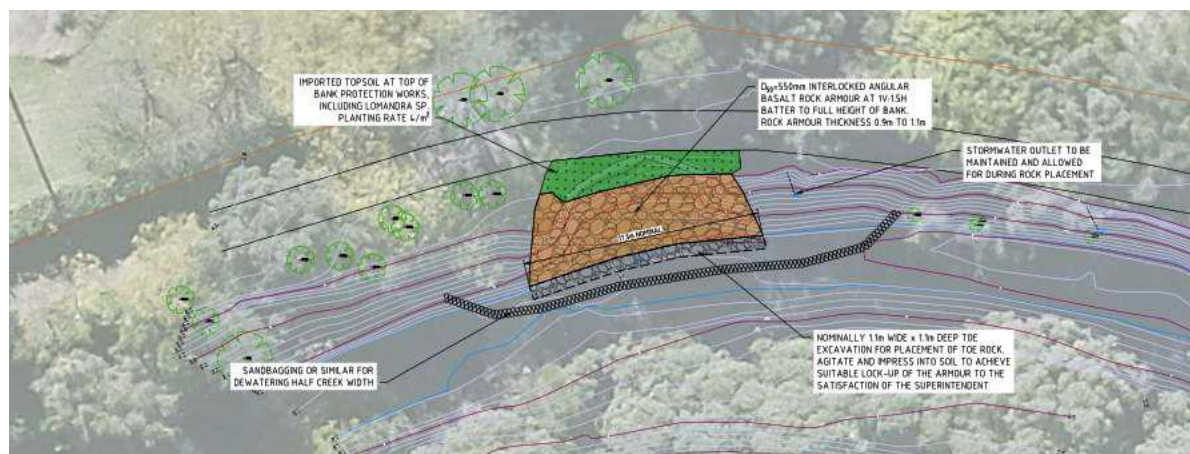 IMPORTED TOPSOIL AT TOP OF
BANK PROTECTION WORKS,
INCLUDING LOMANDRA SP.
PLANTING RATE 4/m²
D50=550mm INTERLOCKED ANGULAR
BASALT ROCK ARMOUR AT 1V:1.5H
BATTER TO FULL HEIGHT OF BANK.
ROCK ARMOUR THICKNESS 0.9m TO 1.1m
STORMWATER OUTLET TO BE
MAINTAINED AND ALLOWED
FOR DURING ROCK PLACEMENT
NOMINAL
SANDBAGGING OR SIMILAR FOR
DEWATERING HALF CREEK WIDTH
NOMINALLY 1.1m WIDE x 1.1m DEEP TOE
EXCAVATION FOR PLACEMENT OF TOE ROCK.
AGITATE AND IMPRESS INTO SOIL TO ACHIEVE
SUITABLE LOCK-UP OF THE ARMOUR TO THE
SATISFACTION OF THE SUPERINTENDENT